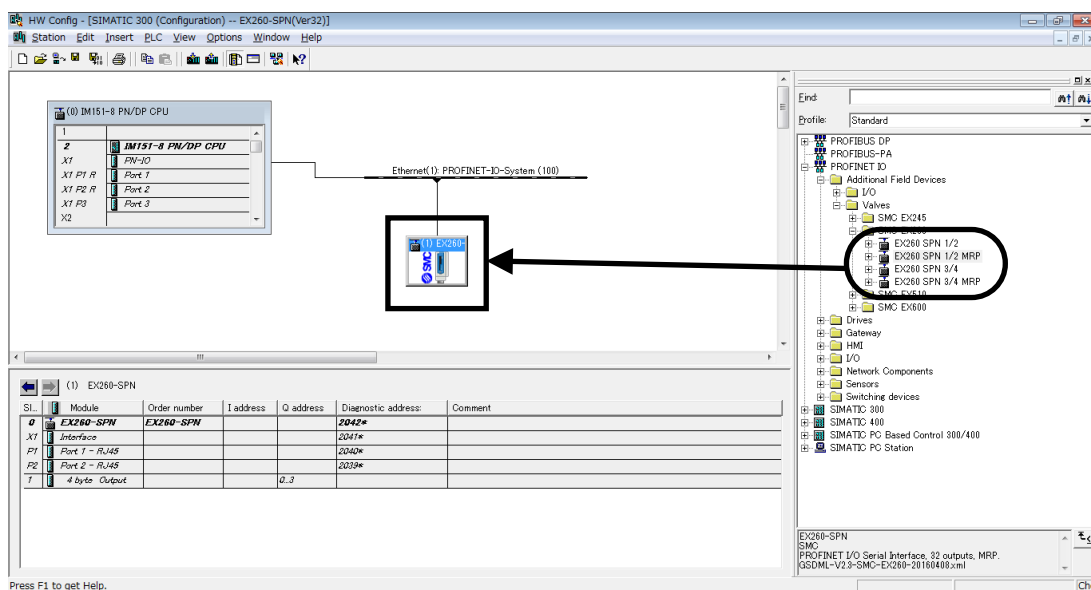 HW Config - [SIMATIC 300 (Configuration) -- EX260-SPN(Ver32)]
Station Edit Insert PLC View Options Window Help
(0) IM151-8 PN/DP CPU
1
2 IM151-8 PN/DP CPU
X1 PN-IO
X1 P1 R Port 1
X1 P2 R Port 2
X1 P3 Port 3
X2
Ethernet(1): PROFINET-IO-System (100)
(1) EX260-
SMC
Find:
Profile: Standard
PROFIBUS DP
PROFIBUS-PA
PROFINET IO
Additional Field Devices
I/O
Valves
SMC EX245
EX260 SPN 1/2
EX260 SPN 1/2 MRP
EX260 SPN 3/4
EX260 SPN 3/4 MRP
SMC EX510
SMC EX600
Drives
Gateway
HMI
I/O
Network Components
Sensors
Switching devices
SIMATIC 300
SIMATIC 400
SIMATIC PC Based Control 300/400
SIMATIC PC Station
(1) EX260-SPN
Sl... Module Order number I address Q address Diagnostic address: Comment
0 EX260-SPN EX260-SPN 2042*
X1 Interface 2041*
P1 Port 1 - RJ45 2040*
P2 Port 2 - RJ45 2039*
1 4 byte Output 0..3
EX260-SPN
SMC
PROFINET I/O Serial Interface, 32 outputs, MRP.
GSDML-V2.3-SMC-EX260-20160408.xml
Press F1 to get Help.